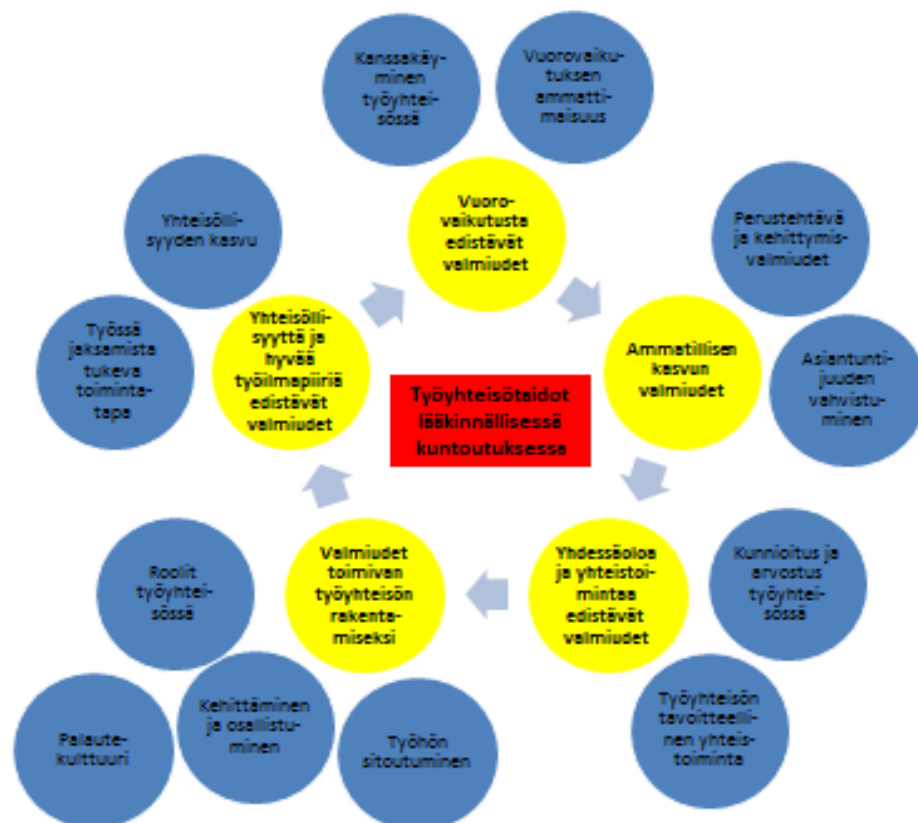 Kanssakäy-
minen
työyhtei-
sössä
Vuorovaiku-
tuksen
ammatti-
maisuus
Vuoro-
vaikutusta
edistävät
valmiudet
Perustehtävä
ja kehittymis-
valmiudet
Asiantunti-
juuden
vahvistu-
minen
Ammatillisen
kasvun
valmiudet
Yhteisölli-
syyden kasvu
Työssä
jaksamista
tukeva
toiminta-
tapa
Yhteisölli-
syyttä ja
hyvää
työilmapiiriä
edistävät
valmiudet
Työyhteisötaidot
lääkinnällisessä
kuntoutuksessa
Kunnioitus ja
arvostus
työyhtei-
sössä
Työyhteisön
tavoitteelli-
nen yhteis-
toiminta
Yhdessäoloa
ja yhteistoi-
mintaa
edistävät
valmiudet
Valmiudet
toimivan
työyhteisön
rakenta-
miseksi
Roolit
työyhtei-
sössä
Palaute-
kulttuuri
Kehittäminen
ja osallistu-
minen
Työhön
sitoutuminen